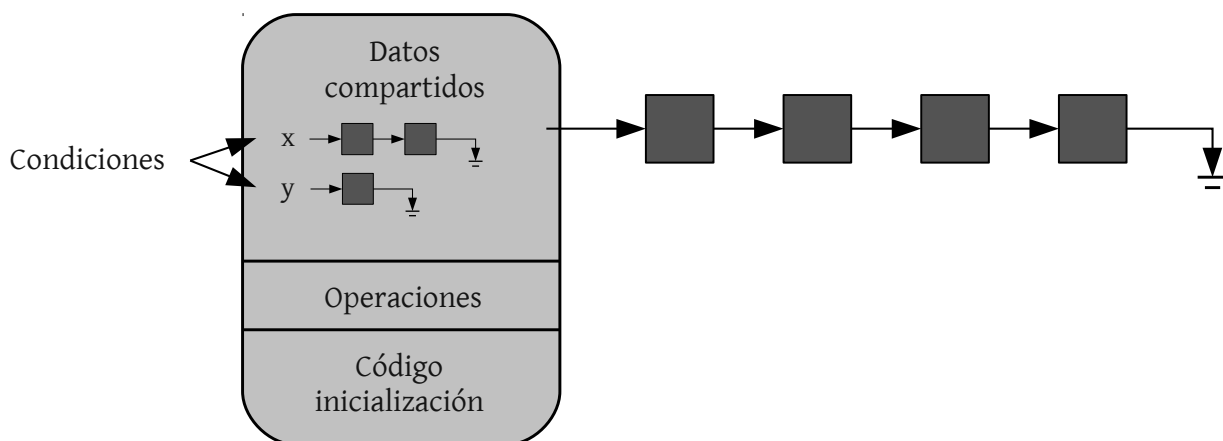 Datos
compartidos
x
Condiciones
y
Operaciones
Código
inicialización